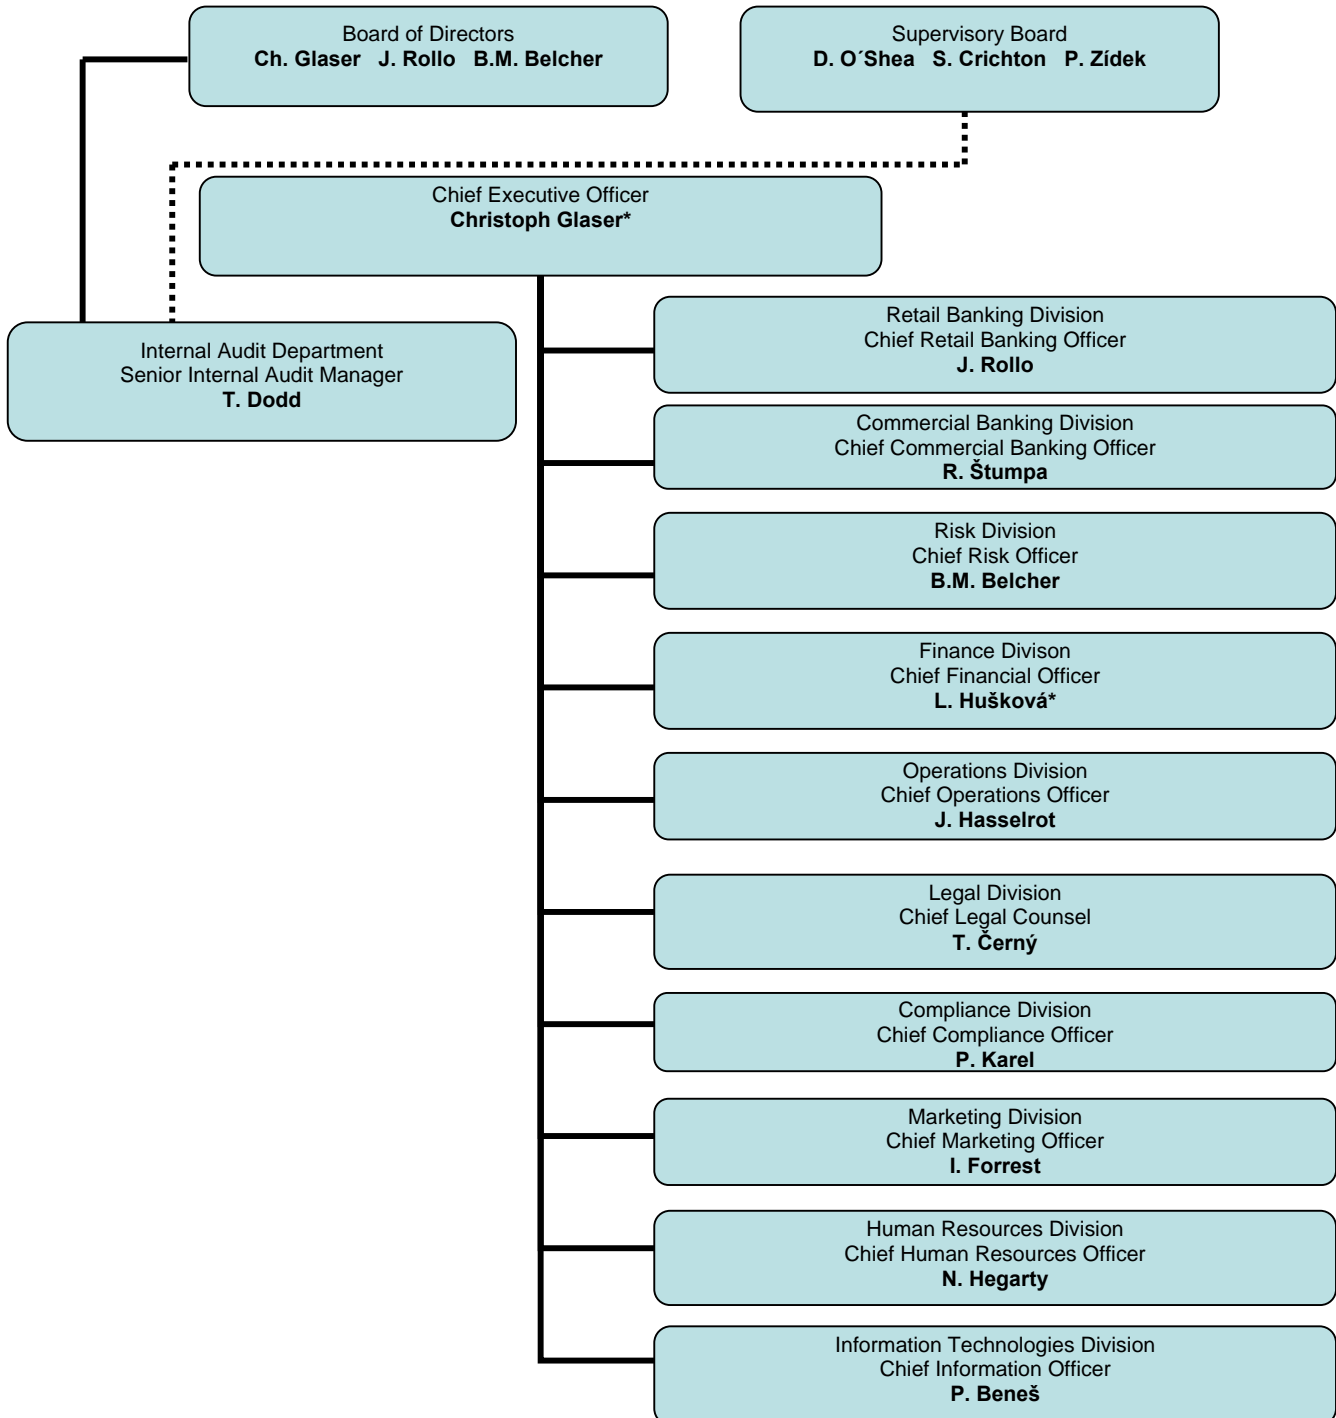 Board of Directors
Ch. Glaser J. Rollo B.M. Belcher
Supervisory Board
D. O´Shea S. Crichton P. Zídek
Chief Executive Officer
Christoph Glaser*
Internal Audit Department
Senior Internal Audit Manager
T. Dodd
Retail Banking Division
Chief Retail Banking Officer
J. Rollo
Commercial Banking Division
Chief Commercial Banking Officer
R. Štumpa
Risk Division
Chief Risk Officer
B.M. Belcher
Finance Divison
Chief Financial Officer
L. Hušková*
Operations Division
Chief Operations Officer
J. Hasselrot
Legal Division
Chief Legal Counsel
T. Černý
Compliance Division
Chief Compliance Officer
P. Karel
Marketing Division
Chief Marketing Officer
I. Forrest
Human Resources Division
Chief Human Resources Officer
N. Hegarty
Information Technologies Division
Chief Information Officer
P. Beneš